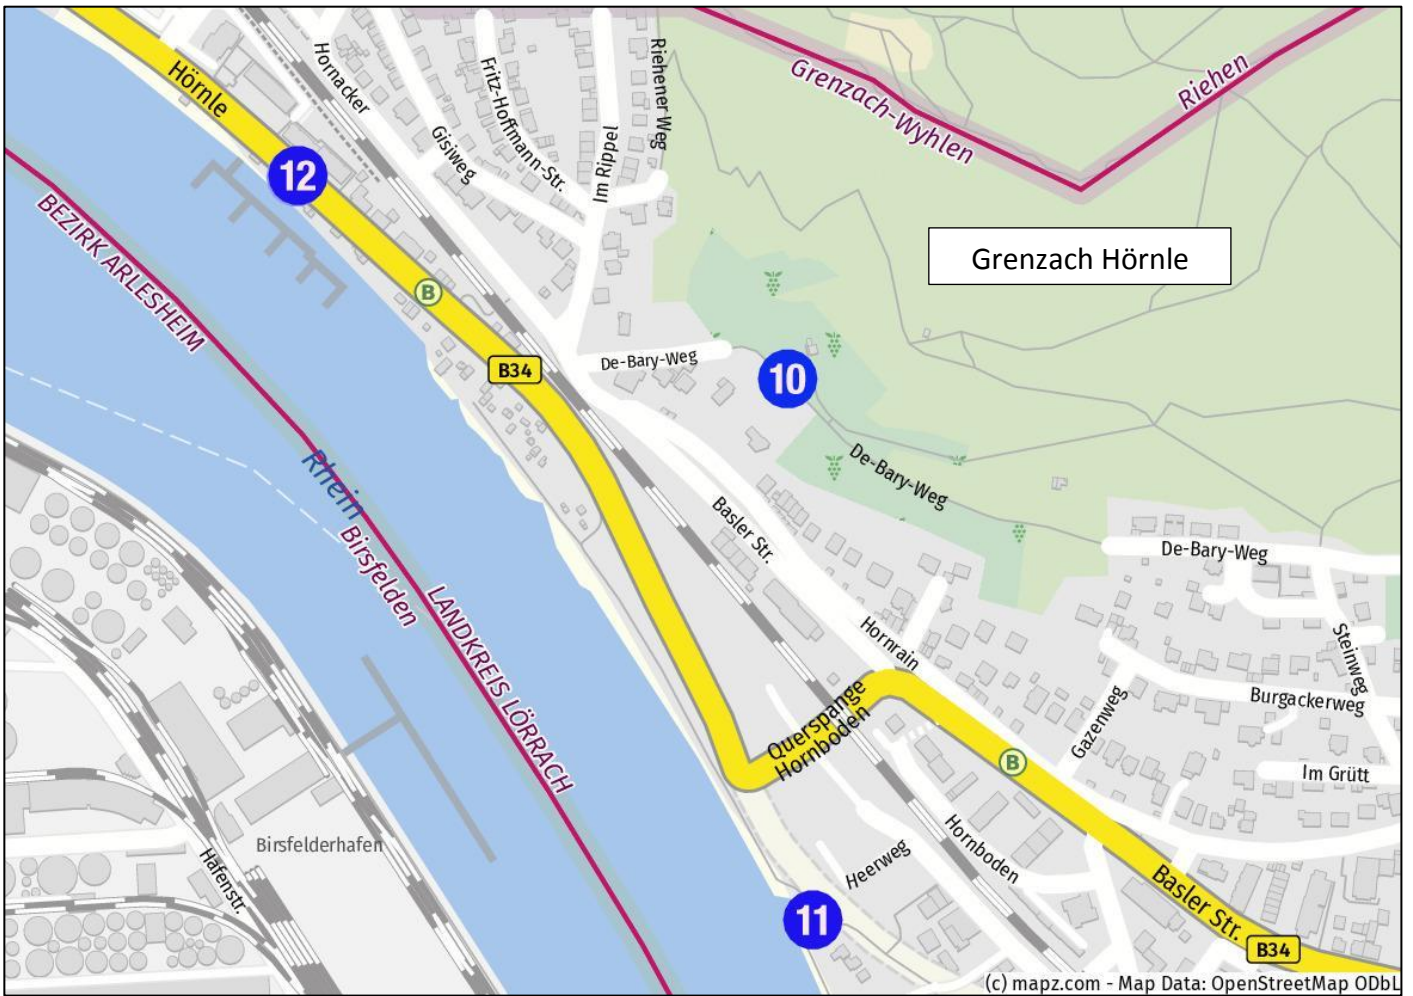 Hörnle
Hornacker
Fritz-Hoffmann-Str.
Gisiweg
Im Rippel
Riehener Weg
Grenzach-Wyhlen
Riehen
12
BEZIRK ARLESHEIM
Grenzach Hörnle
B
B34
De-Bary-Weg
10
Rhein
Birsfelden
LANDKREIS LÖRRACH
De-Bary-Weg
Basler Str.
De-Bary-Weg
Hornrain
Steinweg
Querspange
Hornboden
Gazenweg
Burgackerweg
B
Im Grütt
Birsfelderhafen
Hafenstr.
Heerweg
Hornboden
11
Basler Str.
B34
(c) mapz.com - Map Data: OpenStreetMap ODbL